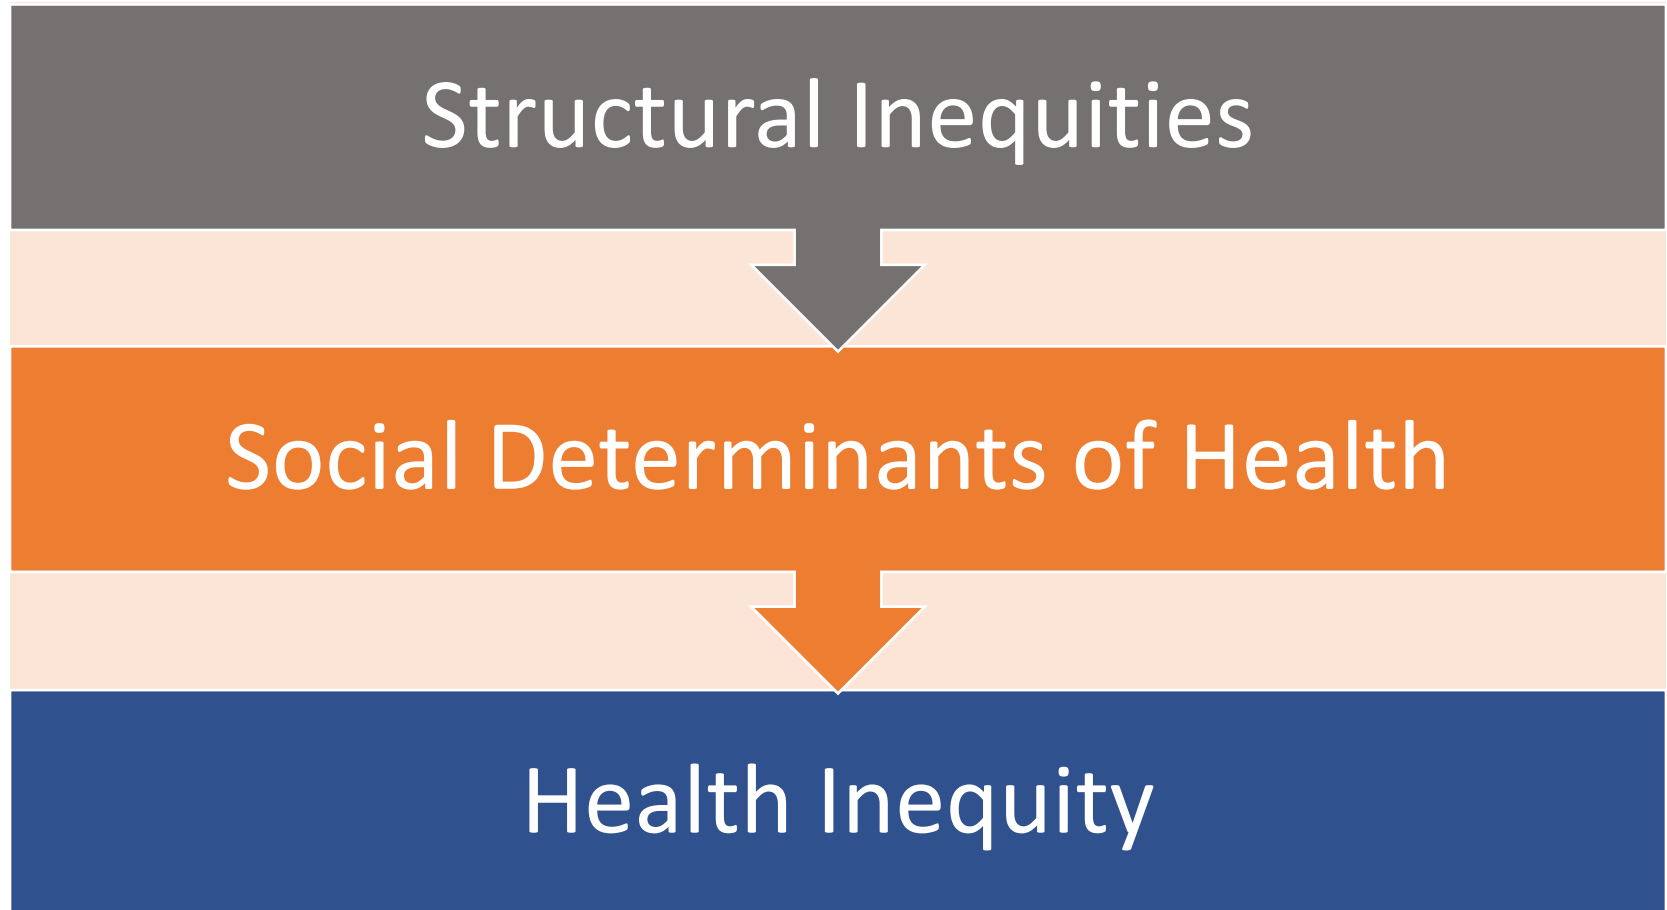 Structural Inequities
Social Determinants of Health
Health Inequity